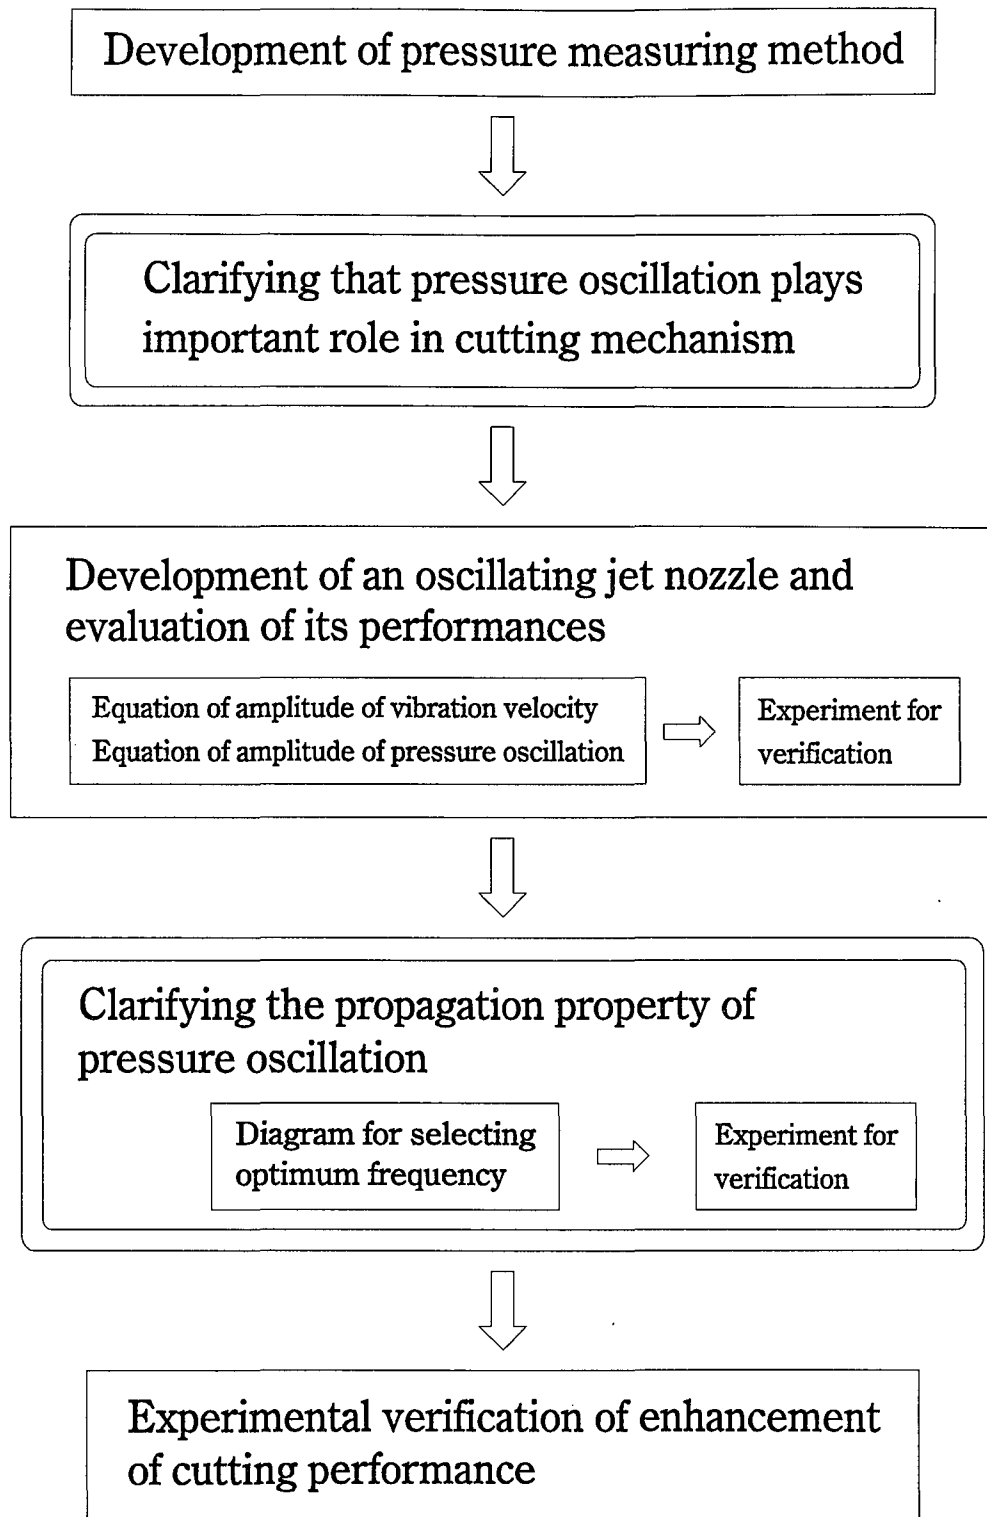 Development of pressure measuring method
Clarifying that pressure oscillation plays
important role in cutting mechanism
Development of an oscillating jet nozzle and
evaluation of its performances
Equation of amplitude of vibration velocity
Equation of amplitude of pressure oscillation
Experiment for
verification
Clarifying the propagation property of
pressure oscillation
Diagram for selecting
optimum frequency
Experiment for
verification
Experimental verification of enhancement
of cutting performance